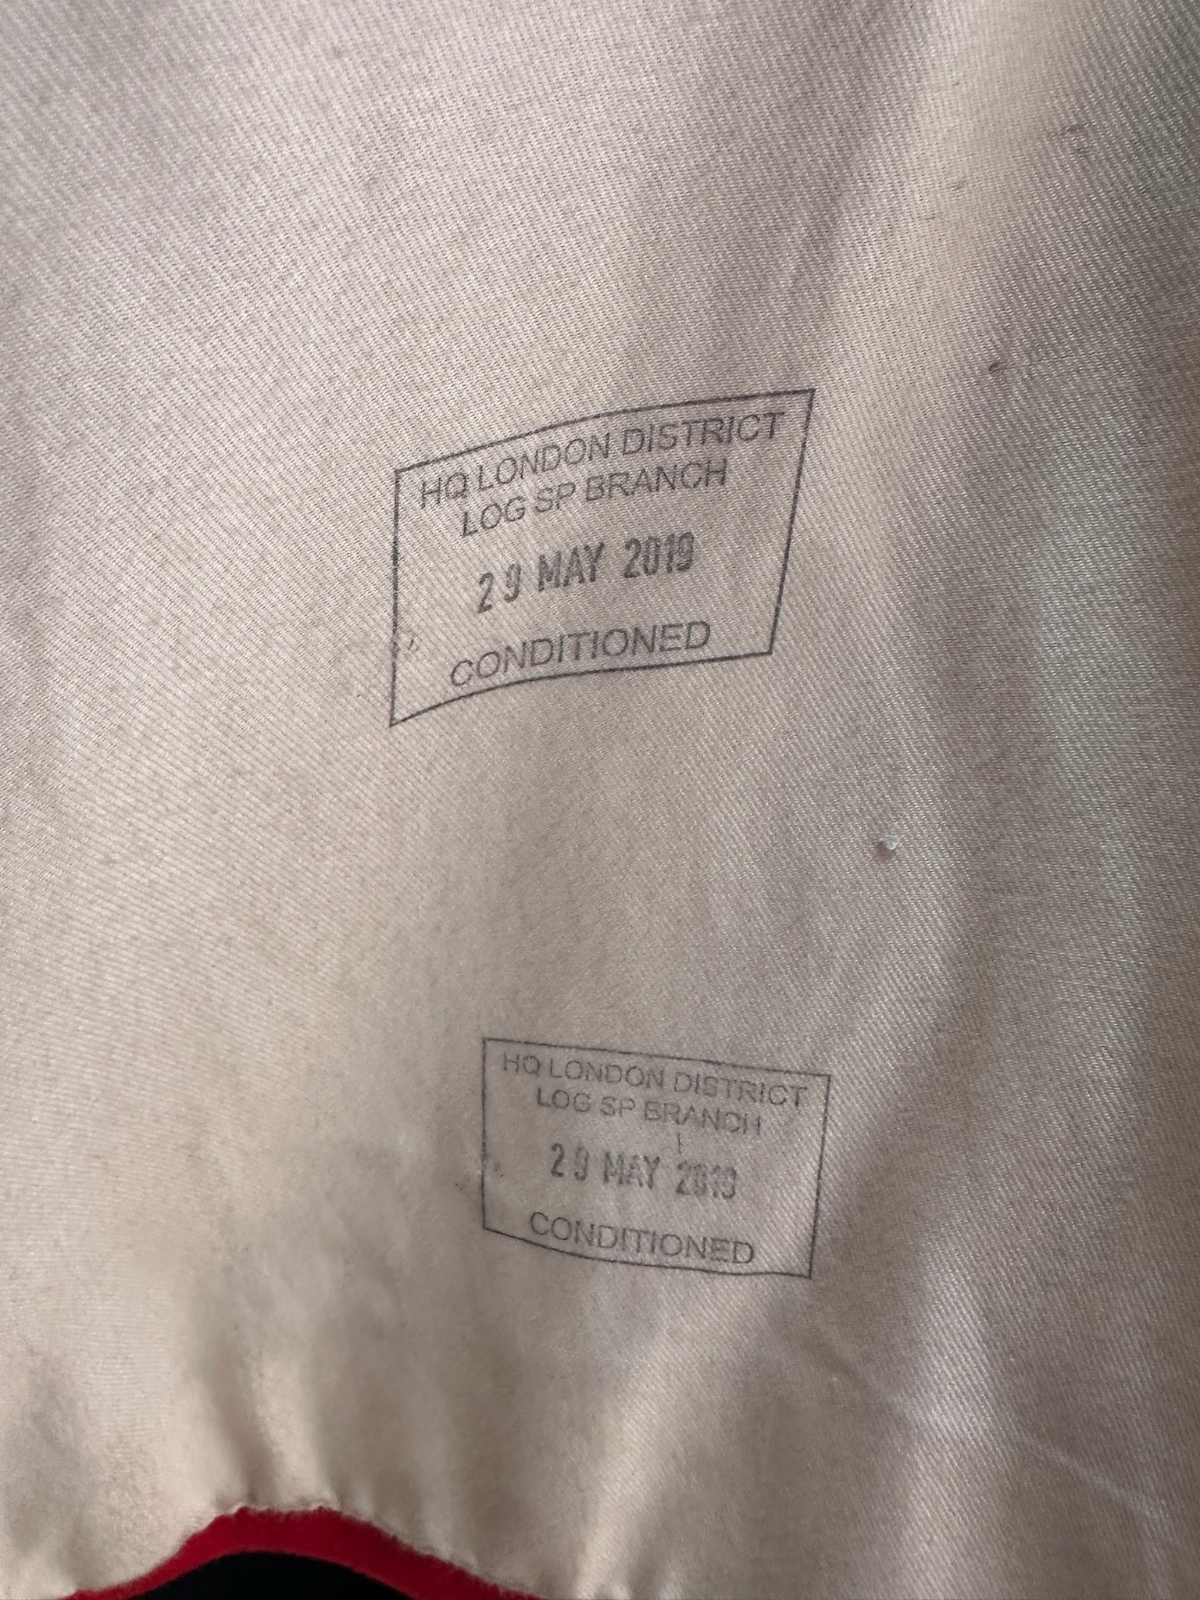 HQ LONDON DISTRICT
LOG SP BRANCH
29 MAY 2019
CONDITIONED
HQ LONDON DISTRICT
LOG SP BRANCH
29 MAY 2019
CONDITIONED